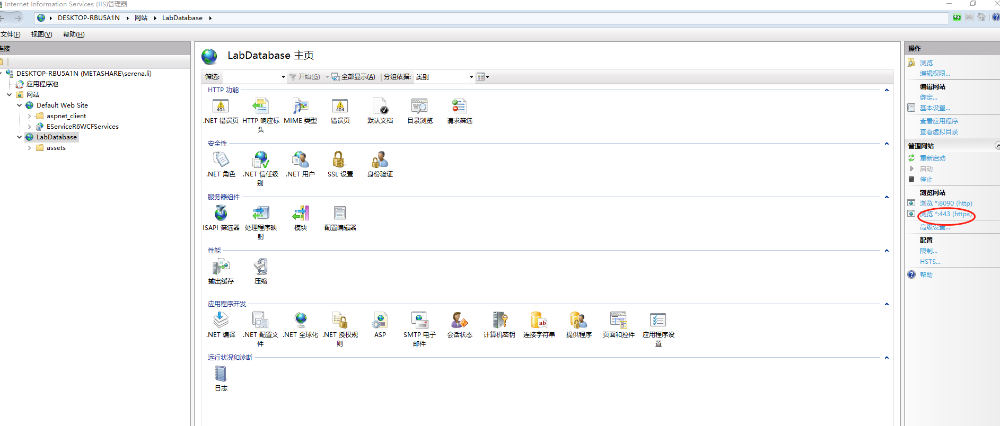 Internet Information Services (IIS)管理器
DESKTOP-RBU5A1N
网站
LabDatabase
文件(F)
视图(V)
帮助(H)
连接
DESKTOP-RBU5A1N (METASHARE\serena.li)
应用程序池
网站
Default Web Site
aspnet_client
EServiceR6WCFServices
LabDatabase
assets
LabDatabase 主页
筛选:
开始(G)
全部显示(A)
分组依据:
类别
HTTP 功能
404
404
.NET 错误页
HTTP 响应标头
MIME 类型
错误页
默认文档
目录浏览
请求筛选
安全性
.NET 角色
.NET 信任级别
.NET 用户
SSL 设置
身份验证
服务器组件
ISAPI 筛选器
处理程序映射
模块
配置编辑器
性能
输出缓存
压缩
应用程序开发
ab
.NET 编译
.NET 配置文件
.NET 全球化
.NET 授权规则
ASP
SMTP 电子邮件
会话状态
计算机密钥
连接字符串
提供程序
页面和控件
应用程序设置
运行状况和诊断
日志
操作
浏览
编辑权限...
编辑网站
绑定...
基本设置...
查看应用程序
查看虚拟目录
管理网站
重新启动
启动
停止
浏览网站
浏览 *:8090 (http)
浏览 *:443 (https)
高级设置...
配置
限制...
HSTS...
帮助